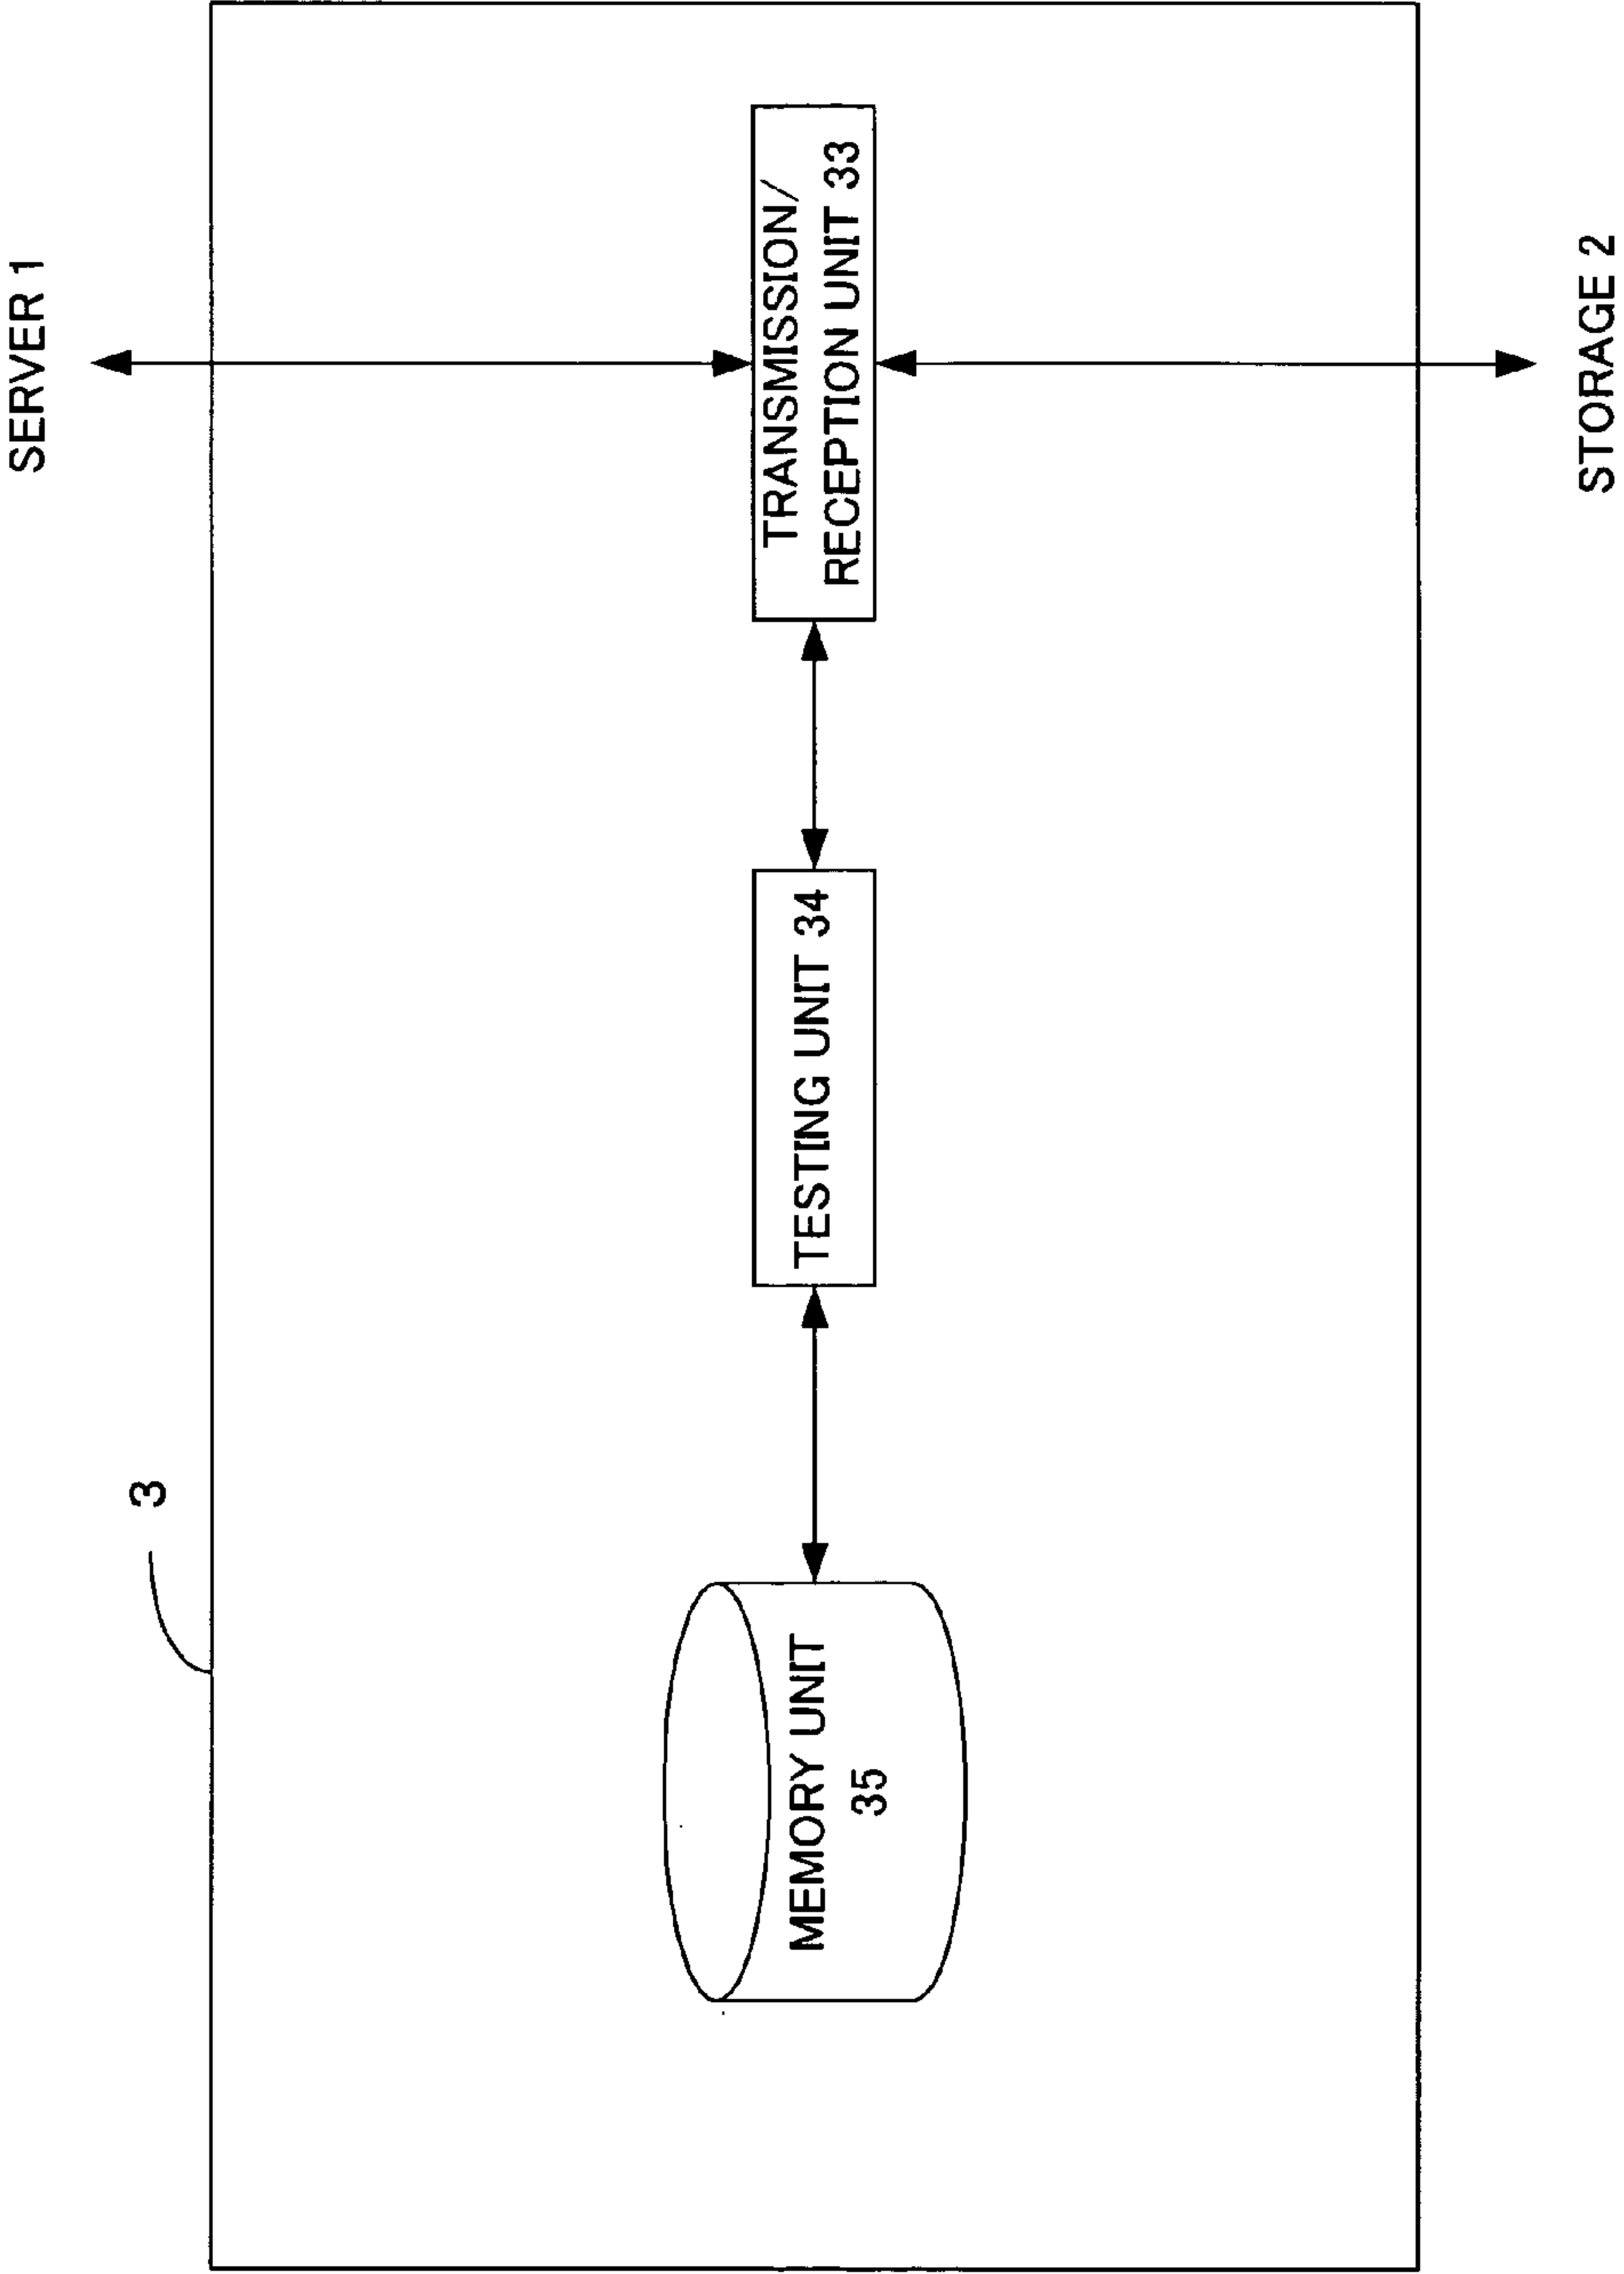 SERVER 1
3
TRANSMISSION/
RECEPTION UNIT 33
TESTING UNIT 34
MEMORY UNIT
35
STORAGE 2